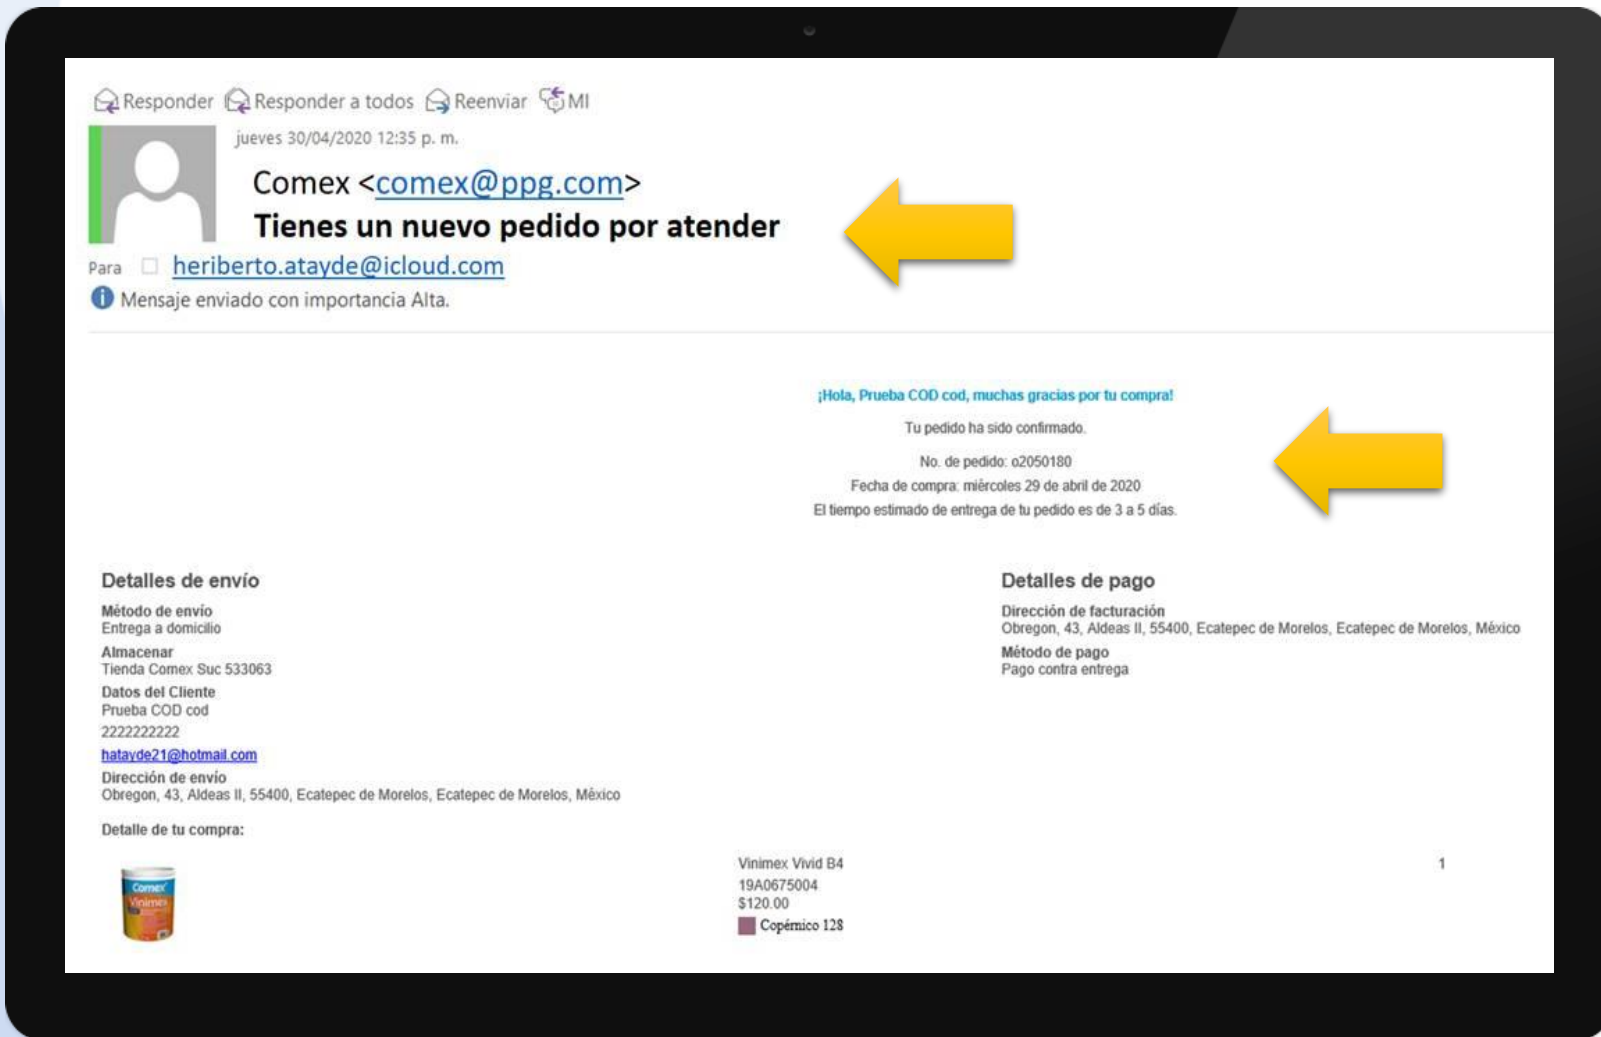 Responder Responder a todos Reenviar MI
jueves 30/04/2020 12:35 p. m.
Comex <comex@ppg.com>
Tienes un nuevo pedido por atender
Para heriberto.atayde@icloud.com
Mensaje enviado con importancia Alta.
¡Hola, Prueba COD cod, muchas gracias por tu compra!
Tu pedido ha sido confirmado.
No. de pedido: o2050180
Fecha de compra: miércoles 29 de abril de 2020
El tiempo estimado de entrega de tu pedido es de 3 a 5 días.
Detalles de envío
Método de envío
Entrega a domicilio
Almacenar
Tienda Comex Suc 533063
Datos del Cliente
Prueba COD cod
2222222222
hatayde21@hotmail.com
Dirección de envío
Obregon, 43, Aldeas II, 55400, Ecatepec de Morelos, Ecatepec de Morelos, México
Detalles de pago
Dirección de facturación
Obregon, 43, Aldeas II, 55400, Ecatepec de Morelos, Ecatepec de Morelos, México
Método de pago
Pago contra entrega
Detalle de tu compra:
Comex
Vinimex
Vinimex Vivid B4
19A0675004
$120.00
Copérnico 128
1